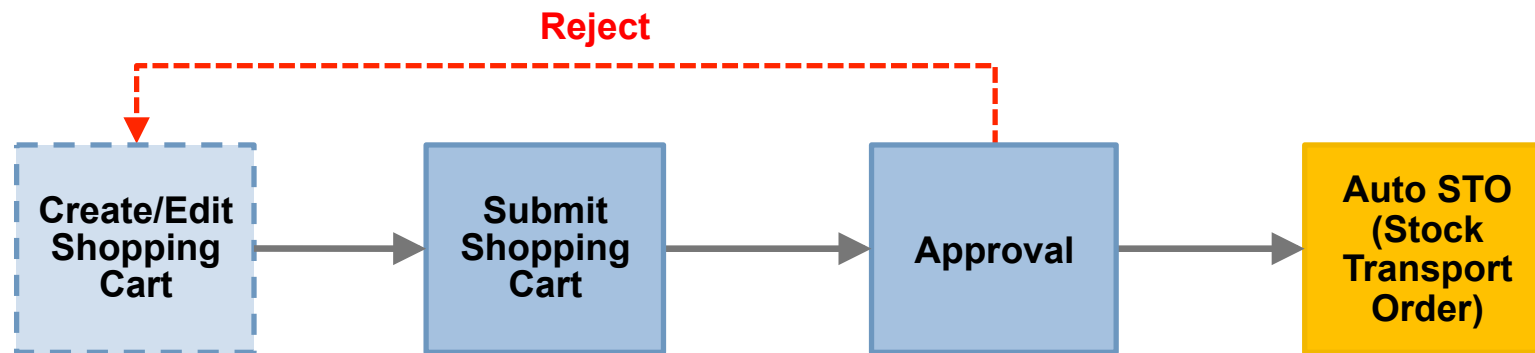 Reject
Create/Edit
Shopping
Cart
Submit
Shopping
Cart
Approval
Auto STO
(Stock
Transport
Order)